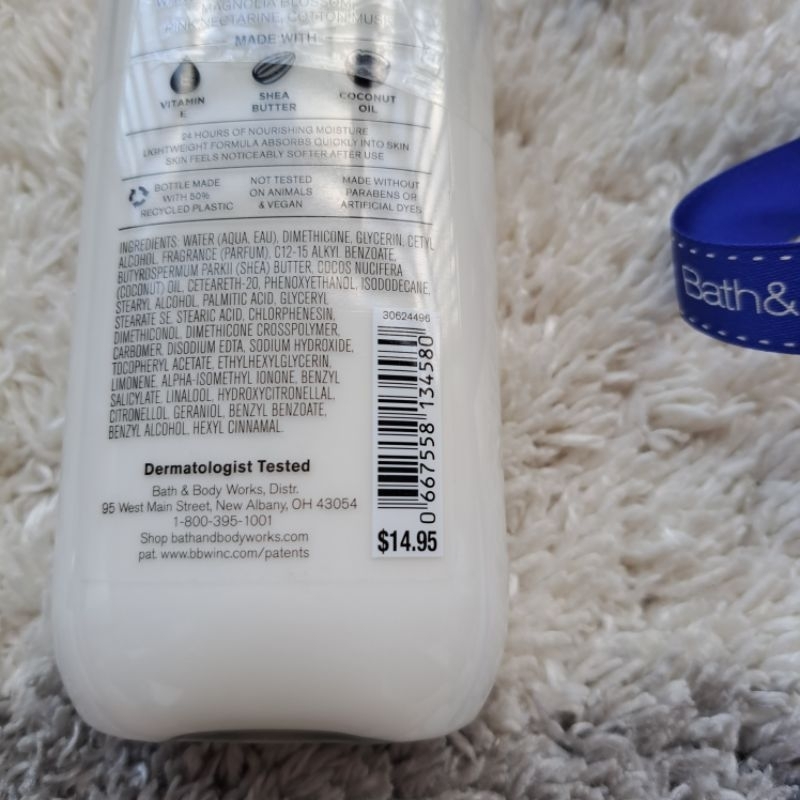 MAGNOLIA BLOSSOMS,
PINK NECTARINE, COTTON MUSK
MADE WITH
VITAMIN
E
SHEA
BUTTER
COCONUT
OIL
24 HOURS OF NOURISHING MOISTURE
LIGHTWEIGHT FORMULA ABSORBS QUICKLY INTO SKIN
SKIN FEELS NOTICEABLY SOFTER AFTER USE
BOTTLE MADE
WITH 50%
RECYCLED PLASTIC
NOT TESTED
ON ANIMALS
& VEGAN
MADE WITHOUT
PARABENS OR
ARTIFICIAL DYES
INGREDIENTS: WATER (AQUA, EAU), DIMETHICONE, GLYCERIN, CETYL
ALCOHOL, FRAGRANCE (PARFUM), C12-15 ALKYL BENZOATE,
BUTYROSPERMUM PARKII (SHEA) BUTTER, COCOS NUCIFERA
(COCONUT) OIL, CETEARETH-20, PHENOXYETHANOL, ISODODECANE,
STEARYL ALCOHOL, PALMITIC ACID, GLYCERYL
STEARATE SE, STEARIC ACID, CHLORPHENESIN,
DIMETHICONOL, DIMETHICONE CROSSPOLYMER,
CARBOMER, DISODIUM EDTA, SODIUM HYDROXIDE,
TOCOPHERYL ACETATE, ETHYLHEXYLGLYCERIN,
LIMONENE, ALPHA-ISOMETHYL IONONE, BENZYL
SALICYLATE, LINALOOL, HYDROXYCITRONELLAL,
CITRONELLOL, GERANIOL, BENZYL BENZOATE,
BENZYL ALCOHOL, HEXYL CINNAMAL.
30624496
0 667558 134580
$14.95
Dermatologist Tested
Bath & Body Works, Distr.
95 West Main Street, New Albany, OH 43054
1-800-395-1001
Shop bathandbodyworks.com
pat. www.bbwinc.com/patents
Bath &